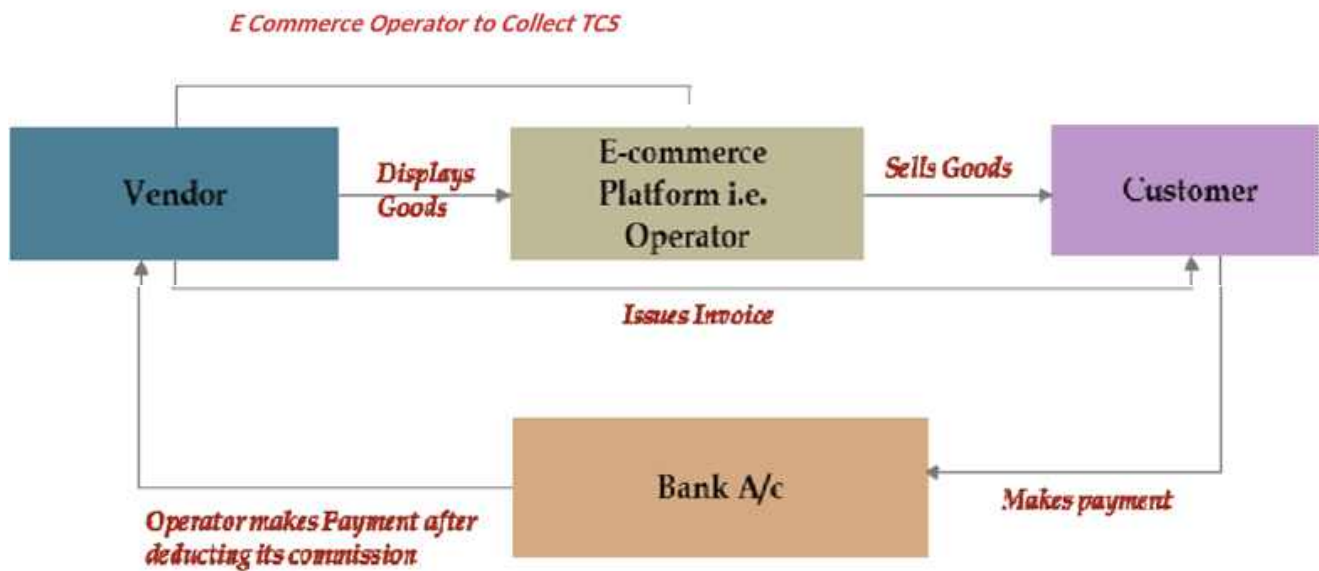 E Commerce Operator to Collect TCS
Vendor
Displays
Goods
E-commerce
Platform i.e.
Operator
Sells Goods
Customer
Issues Invoice
Bank A/c
Makes payment
Operator makes Payment after
deducting its commission